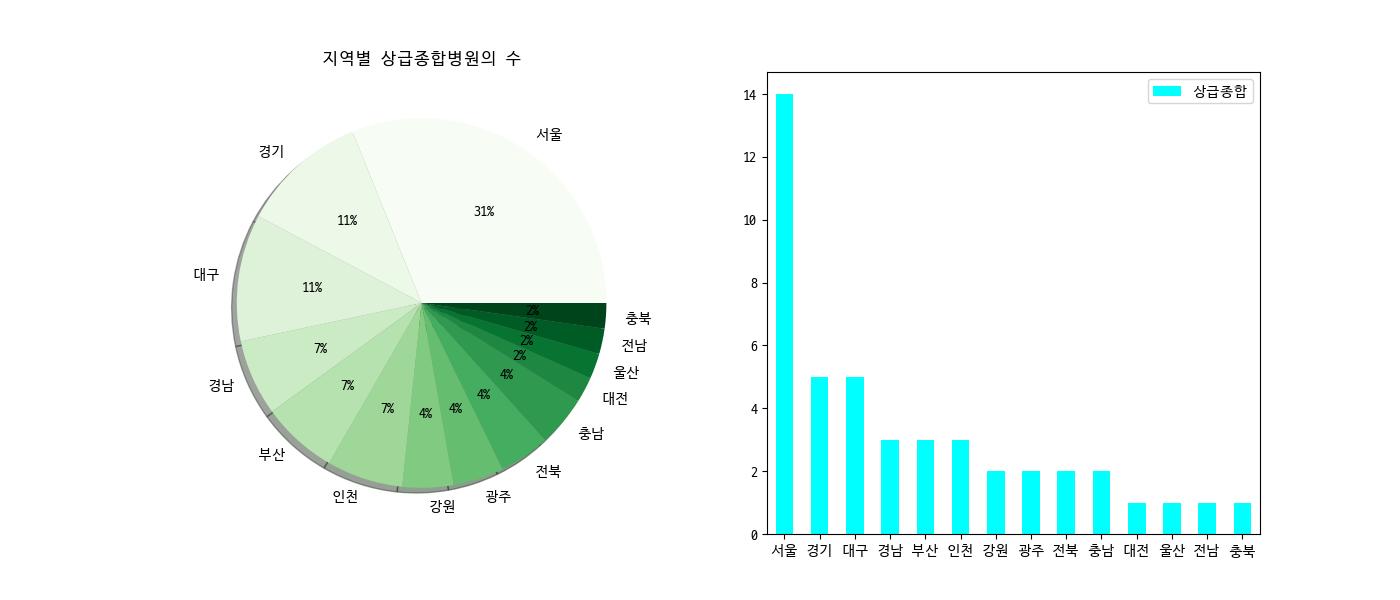 지역별 상급종합병원의 수
서울
경기
대구
경남
부산
인천
강원
광주
전북
충남
대전
울산
전남
충북
31%
11%
11%
7%
7%
7%
4%
4%
4%
4%
2%
2%
2%
2%
상급종합
14
12
10
8
6
4
2
0
서울 경기 대구 경남 부산 인천 강원 광주 전북 충남 대전 울산 전남 충북